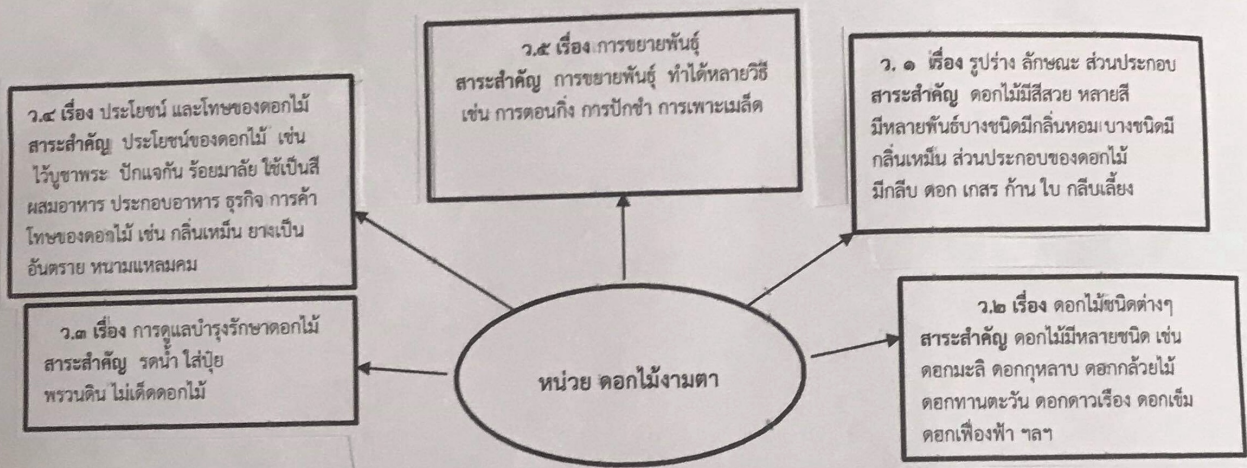 ว.๕ เรื่อง การขยายพันธุ์
สาระสำคัญ การขยายพันธุ์ ทำได้หลายวิธี
เช่น การตอนกิ่ง การปักชำ การเพาะเมล็ด
ว. ๑ เรื่อง รูปร่าง ลักษณะ ส่วนประกอบ
สาระสำคัญ ดอกไม้มีสีสวย หลายสี
มีหลายพันธ์บางชนิดมีกลิ่นหอม บางชนิดมี
กลิ่นเหม็น ส่วนประกอบของดอกไม้
มีกลีบ ดอก เกสร ก้าน ใบ กลีบเลี้ยง
ว.๔ เรื่อง ประโยชน์ และโทษของดอกไม้
สาระสำคัญ ประโยชน์ของดอกไม้ เช่น
ไว้บูชาพระ ปักแจกัน ร้อยมาลัย ใช้เป็นสี
ผสมอาหาร ประกอบอาหาร ธุรกิจ การค้า
โทษของดอกไม้ เช่น กลิ่นเหม็น ยางเป็น
อันตราย หนามแหลมคม
ว.๓ เรื่อง การดูแลบำรุงรักษาดอกไม้
สาระสำคัญ รดน้ำ ใส่ปุ๋ย
พรวนดิน ไม่เด็ดดอกไม้
หน่วย ดอกไม้งามตา
ว.๒ เรื่อง ดอกไม้ชนิดต่างๆ
สาระสำคัญ ดอกไม้มีหลายชนิด เช่น
ดอกมะลิ ดอกกุหลาบ ดอกกล้วยไม้
ดอกทานตะวัน ดอกดาวเรือง ดอกเข็ม
ดอกเฟื่องฟ้า ฯลฯ